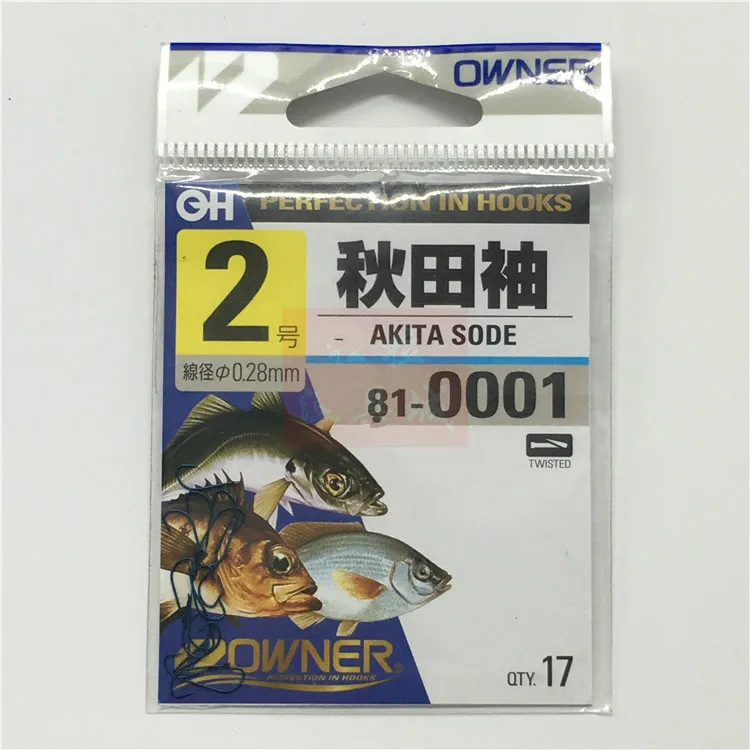 OWNER
OH PERFECTION IN HOOKS
2号
線径φ0.28mm
秋田袖
AKITA SODE
81-0001
TWISTED
OWNER®
PERFECTION IN HOOKS
QTY. 17